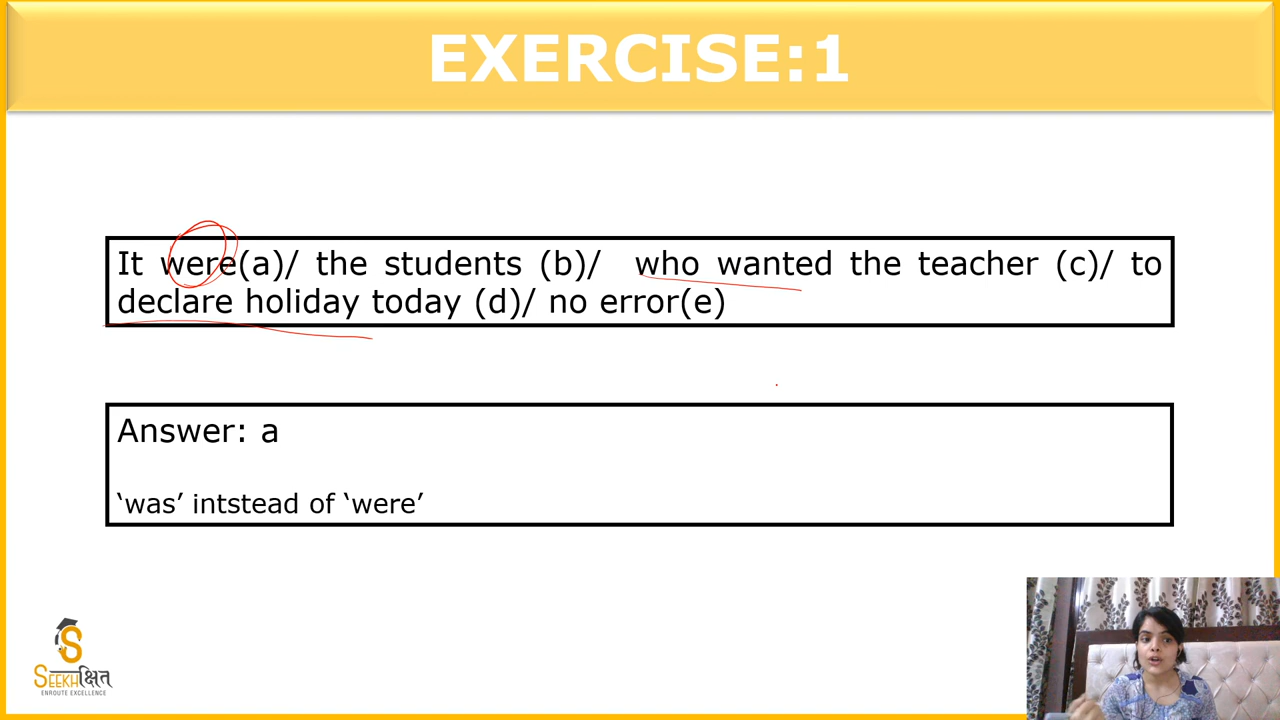 EXERCISE:1
It were(a)/ the students (b)/ who wanted the teacher (c)/ to
declare holiday today (d)/ no error(e)
Answer: a
‘was’ intstead of ‘were’
S
SEEKHक्षित
ENROUTE EXCELLENCE